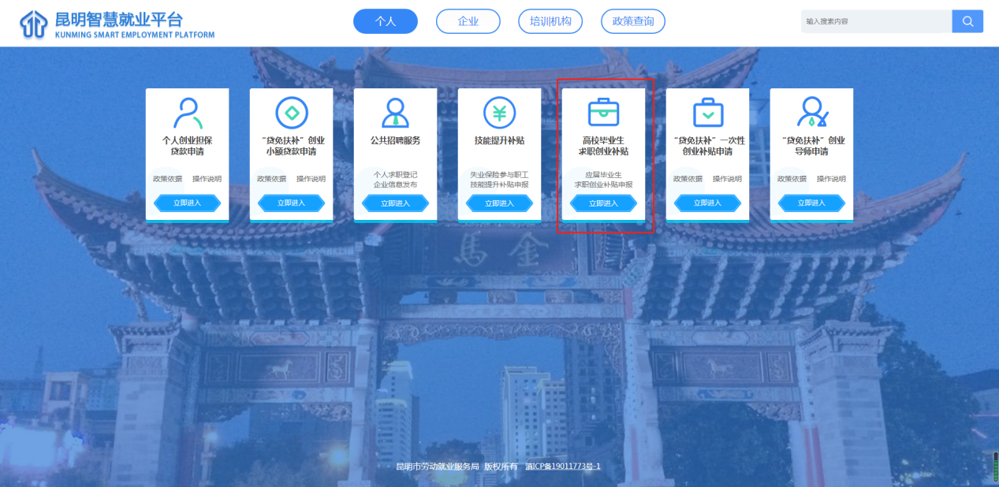 昆明智慧就业平台
KUNMING SMART EMPLOYMENT PLATFORM
个人
企业
培训机构
政策查询
输入搜索内容
个人创业担保
贷款申请
政策依据 操作说明
立即进入
“贷免扶补”创业
小额贷款申请
政策依据 操作说明
立即进入
公共招聘服务
个人求职登记
企业信息发布
立即进入
技能提升补贴
失业保险参与职工
技能提升补贴申报
立即进入
高校毕业生
求职创业补贴
应届毕业生
求职创业补贴申报
立即进入
“贷免扶补”一次性
创业补贴申请
政策依据 操作说明
立即进入
“贷免扶补”创业
导师申请
政策依据 操作说明
立即进入
馬金
昆明市劳动就业服务局 版权所有 滇ICP备19011773号-1